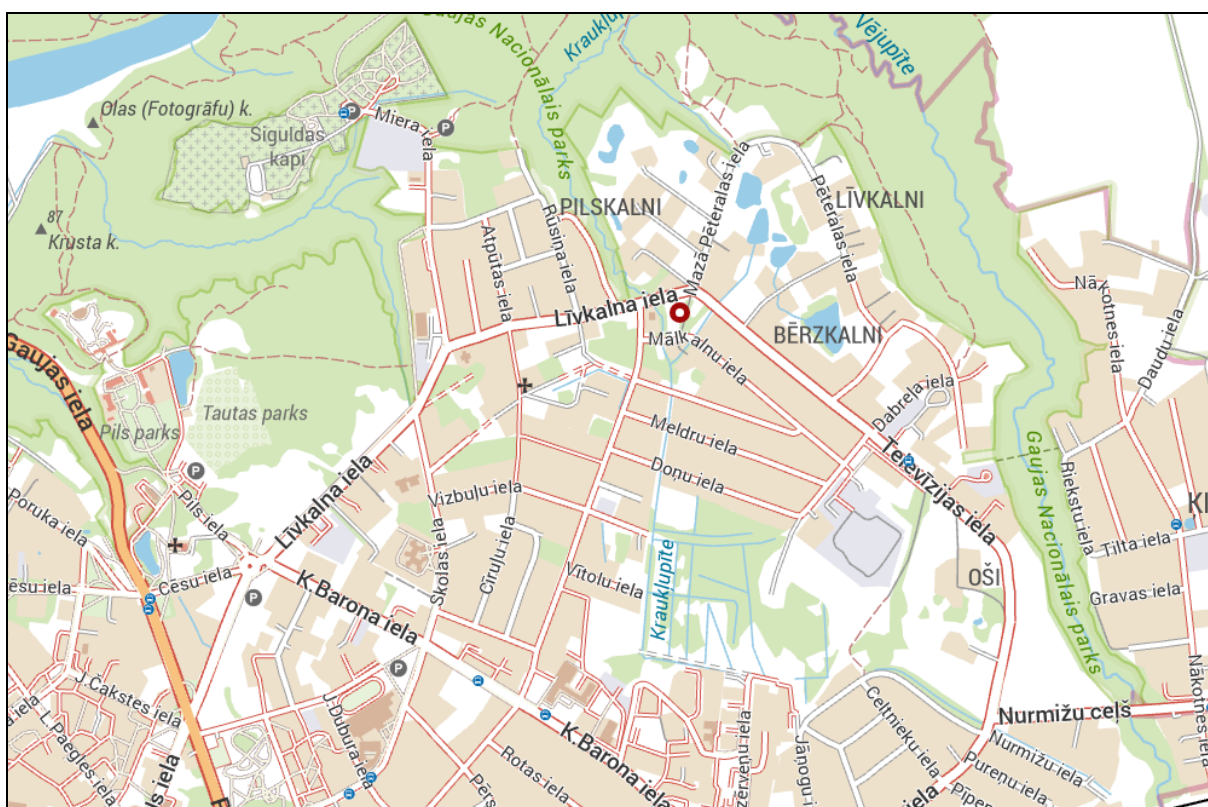 Gaujas Nacionālais parks
Kraukļupīte
Vējupīte
Olas (Fotogrāfu) k.
P
Miera iela
P
Siguldas
kapi
Gaujas Nacionālais parks
Mazā Pēteralas iela
Pēteralas iela
LĪVKALNI
PILSKALNI
87
Krusta k.
Rūsiņa iela
Atpūtas iela
Nākotnes iela
Līvkalna iela
Mālkalnu iela
BĒRZKALNI
Daudu iela
Gaujas iela
Tautas parks
Pils parks
Dabreļa iela
Meldru iela
Televīzijas iela
Gaujas Nacionālais parks
Doņu iela
Riekstu iela
P
Vizbuļu iela
Līvkalna iela
Poruka iela
Pils iela
Skolas iela
Cīruļu iela
Tilta iela
Kraukļupīte
Vītolu iela
OŠI
Cēsu iela
K.Barona iela
Gravas iela
P
P
J.Čakstes iela
L.Paegles iela
J.Dubura iela
Celtnieku iela
Nākotnes iela
Nurmižu ceļš
K.Barona iela
Rotas iela
Jāņogu iela
Nurmižu iela
Pureņu iela